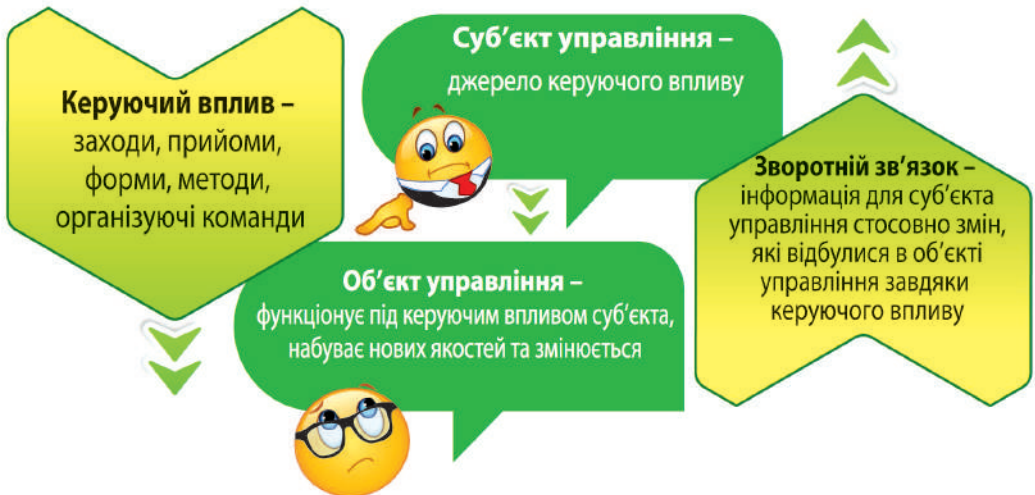 Керуючий вплив –
заходи, прийоми,
форми, методи,
організуючі команди
Суб’єкт управління –
джерело керуючого впливу
Об’єкт управління –
функціонує під керуючим впливом суб’єкта,
набуває нових якостей та змінюється
Зворотній зв’язок –
інформація для суб’єкта
управління стосовно змін,
які відбулися в об’єкті
управління завдяки
керуючого впливу